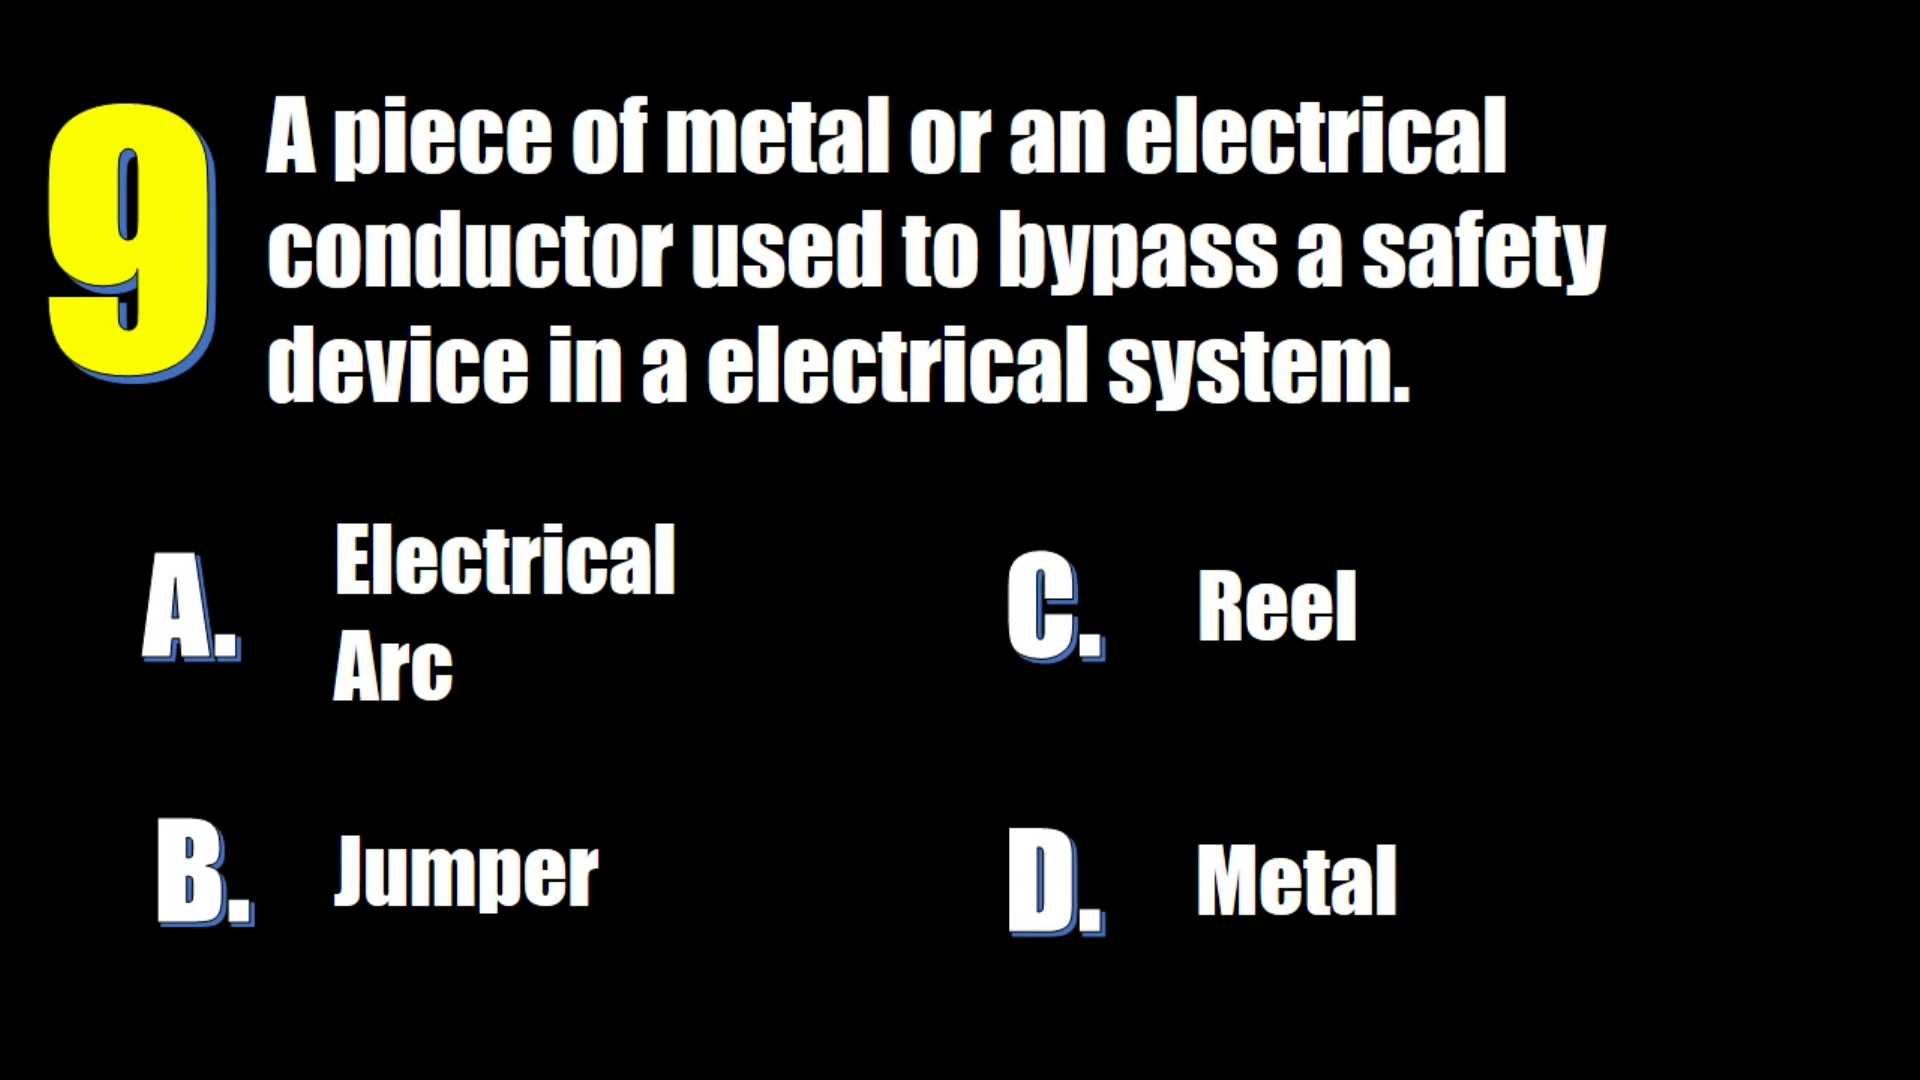 9
A piece of metal or an electrical
conductor used to bypass a safety
device in a electrical system.
A. Electrical
Arc
C. Reel
B. Jumper
D. Metal